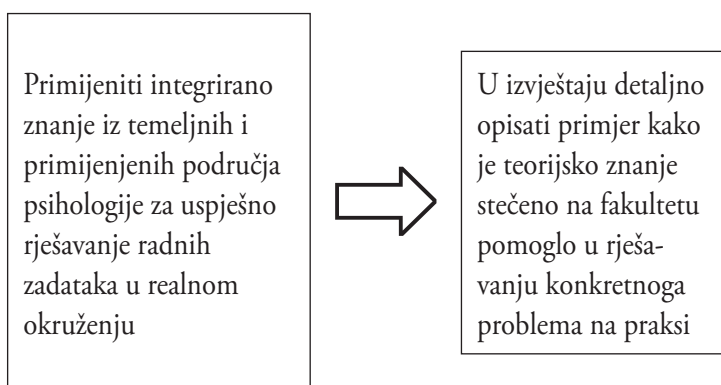 Primijeniti integrirano
znanje iz temeljnih i
primijenjenih područja
psihologije za uspješno
rješavanje radnih
zadataka u realnom
okruženju
U izvještaju detaljno
opisati primjer kako
je teorijsko znanje
stečeno na fakultetu
pomoglo u rješa-
vanju konkretnoga
problema na praksi